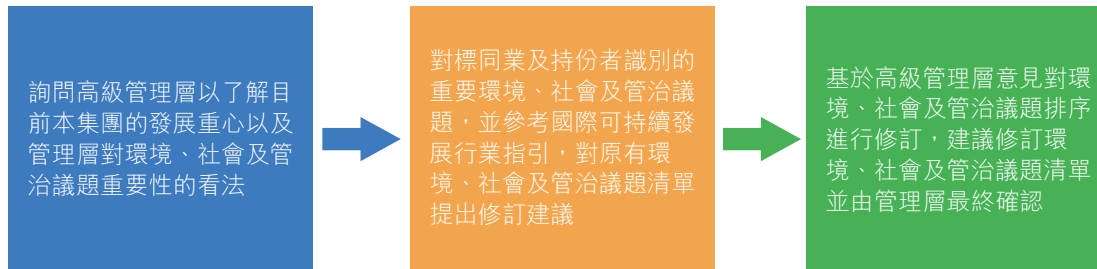 詢問高級管理層以了解目
前本集團的發展重心以及
管理層對環境、社會及管
治議題重要性的看法
對標同業及持份者識別的
重要環境、社會及管治議
題，並參考國際可持續發
展行業指引，對原有環
境、社會及管治議題清單
提出修訂建議
基於高級管理層意見對環
境、社會及管治議題排序
進行修訂，建議修訂環
境、社會及管治議題清單
並由管理層最終確認